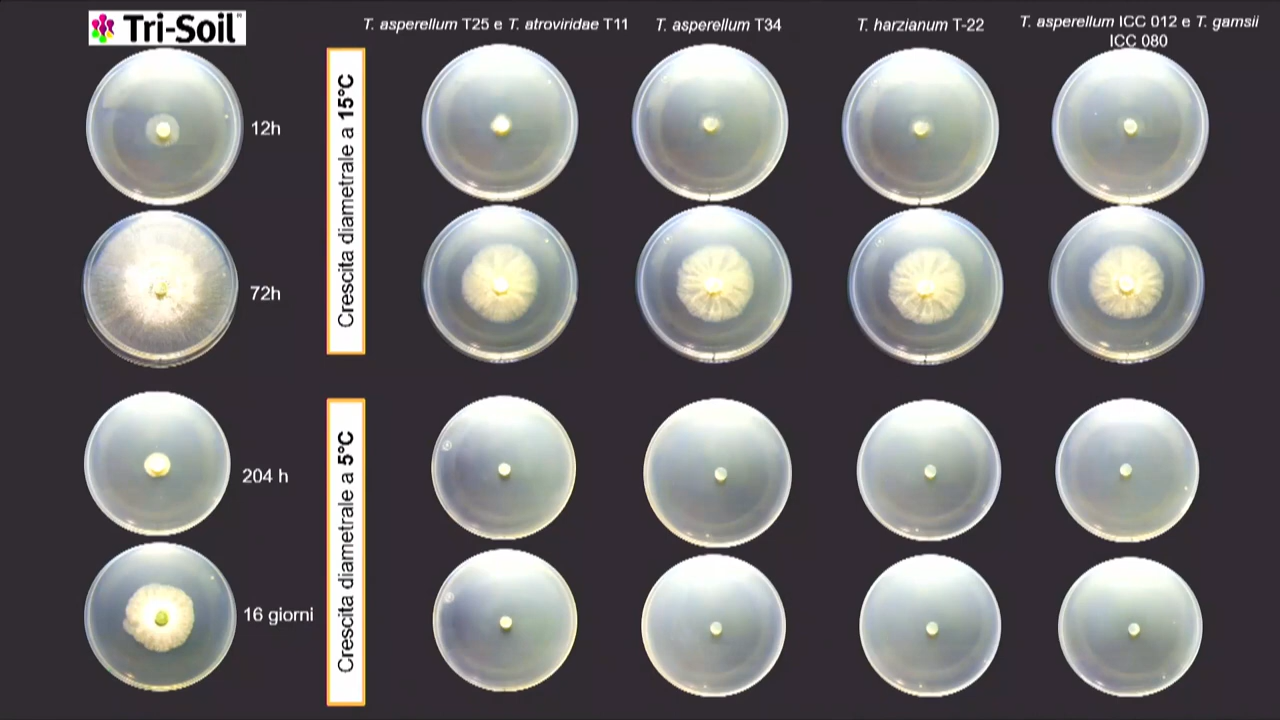 Tri-Soil™
T. asperellum T25 e T. atroviridae T11
T. asperellum T34
T. harzianum T-22
T. asperellum ICC 012 e T. gamsii
ICC 080
12h
72h
Crescita diametrale a 15°C
204 h
16 giorni
Crescita diametrale a 5°C